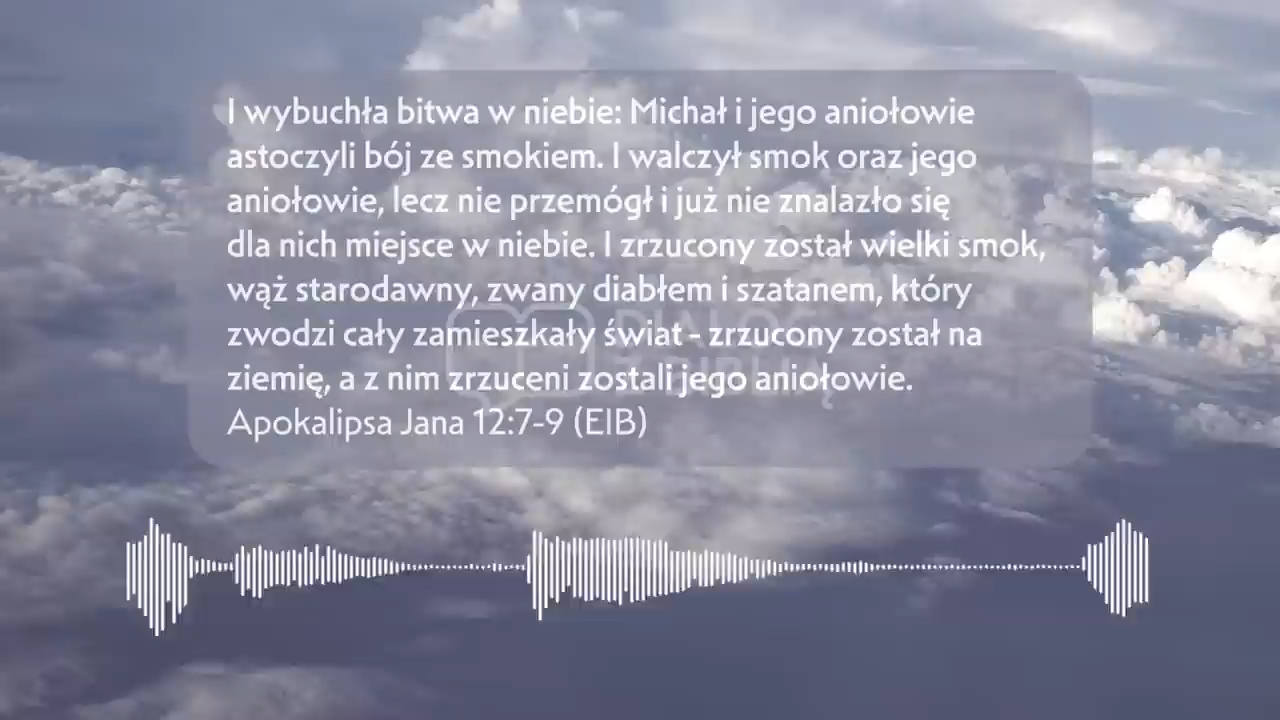 I wybuchła bitwa w niebie: Michał i jego aniołowie
astoczyli bój ze smokiem. I walczył smok oraz jego
aniołowie, lecz nie przemógł i już nie znalazło się
dla nich miejsce w niebie. I zrzucony został wielki smok,
wąż starodawny, zwany diabłem i szatanem, który
zwodzi cały zamieszkały świat - zrzucony został na
ziemię, a z nim zrzuceni zostali jego aniołowie.
Apokalipsa Jana 12:7-9 (EIB)
DIALOG
Z BIBLIĄ